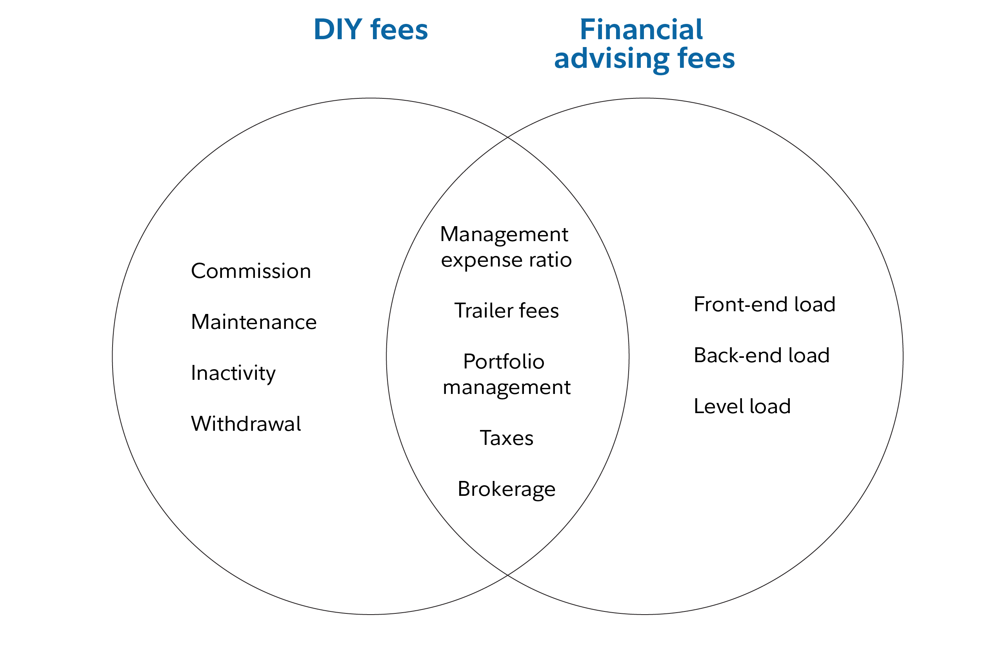 DIY fees
Financial
advising fees
Commission
Maintenance
Inactivity
Withdrawal
Management
expense ratio
Trailer fees
Portfolio
management
Taxes
Brokerage
Front-end load
Back-end load
Level load